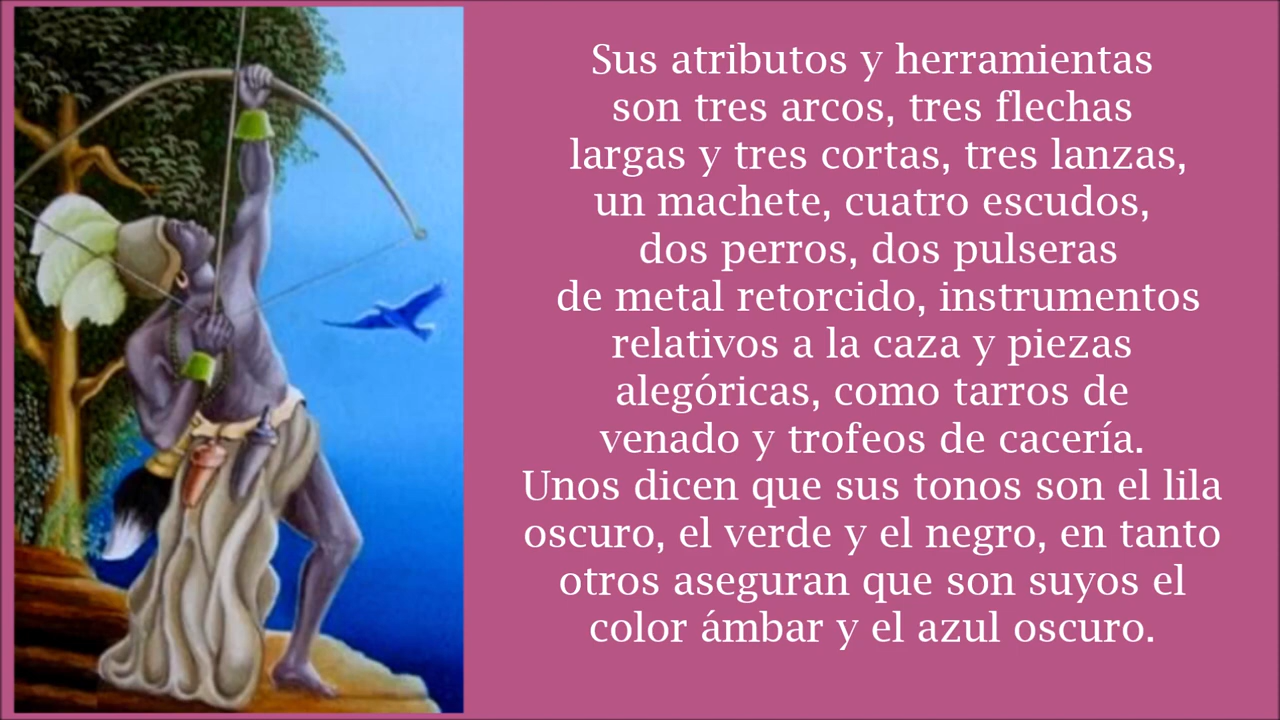 Sus atributos y herramientas
son tres arcos, tres flechas
largas y tres cortas, tres lanzas,
un machete, cuatro escudos,
dos perros, dos pulseras
de metal retorcido, instrumentos
relativos a la caza y piezas
alegóricas, como tarros de
venado y trofeos de cacería.
Unos dicen que sus tonos son el lila
oscuro, el verde y el negro, en tanto
otros aseguran que son suyos el
color ámbar y el azul oscuro.